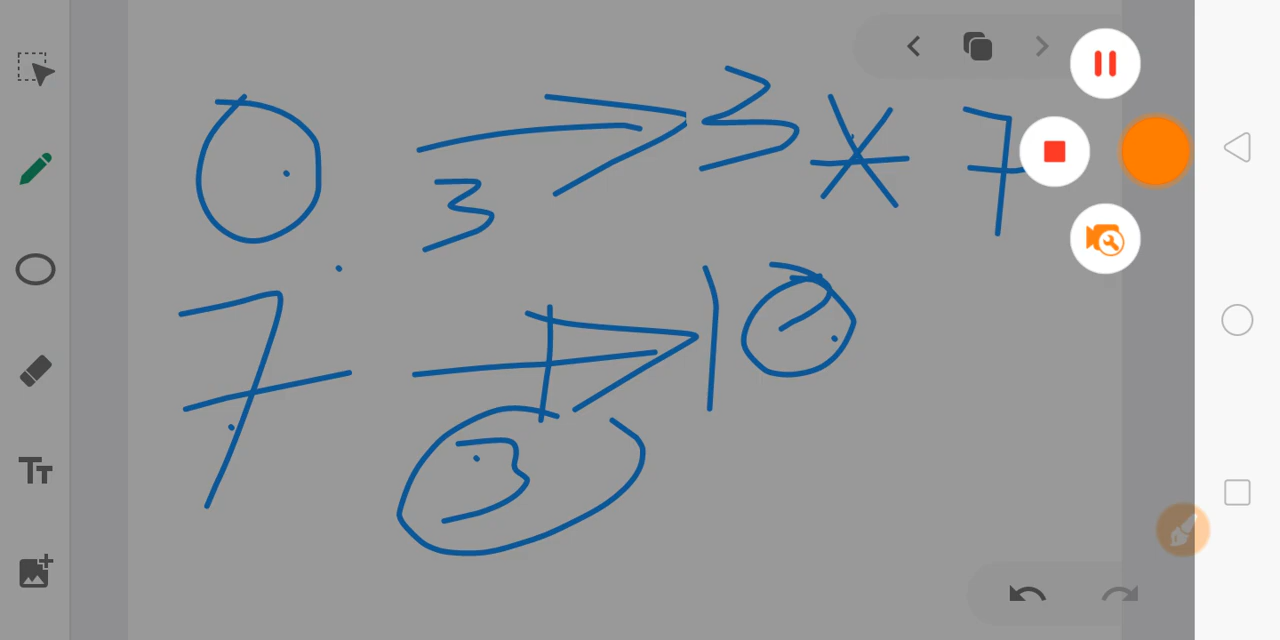 0 → 3 * 7
3
7 → 10
3